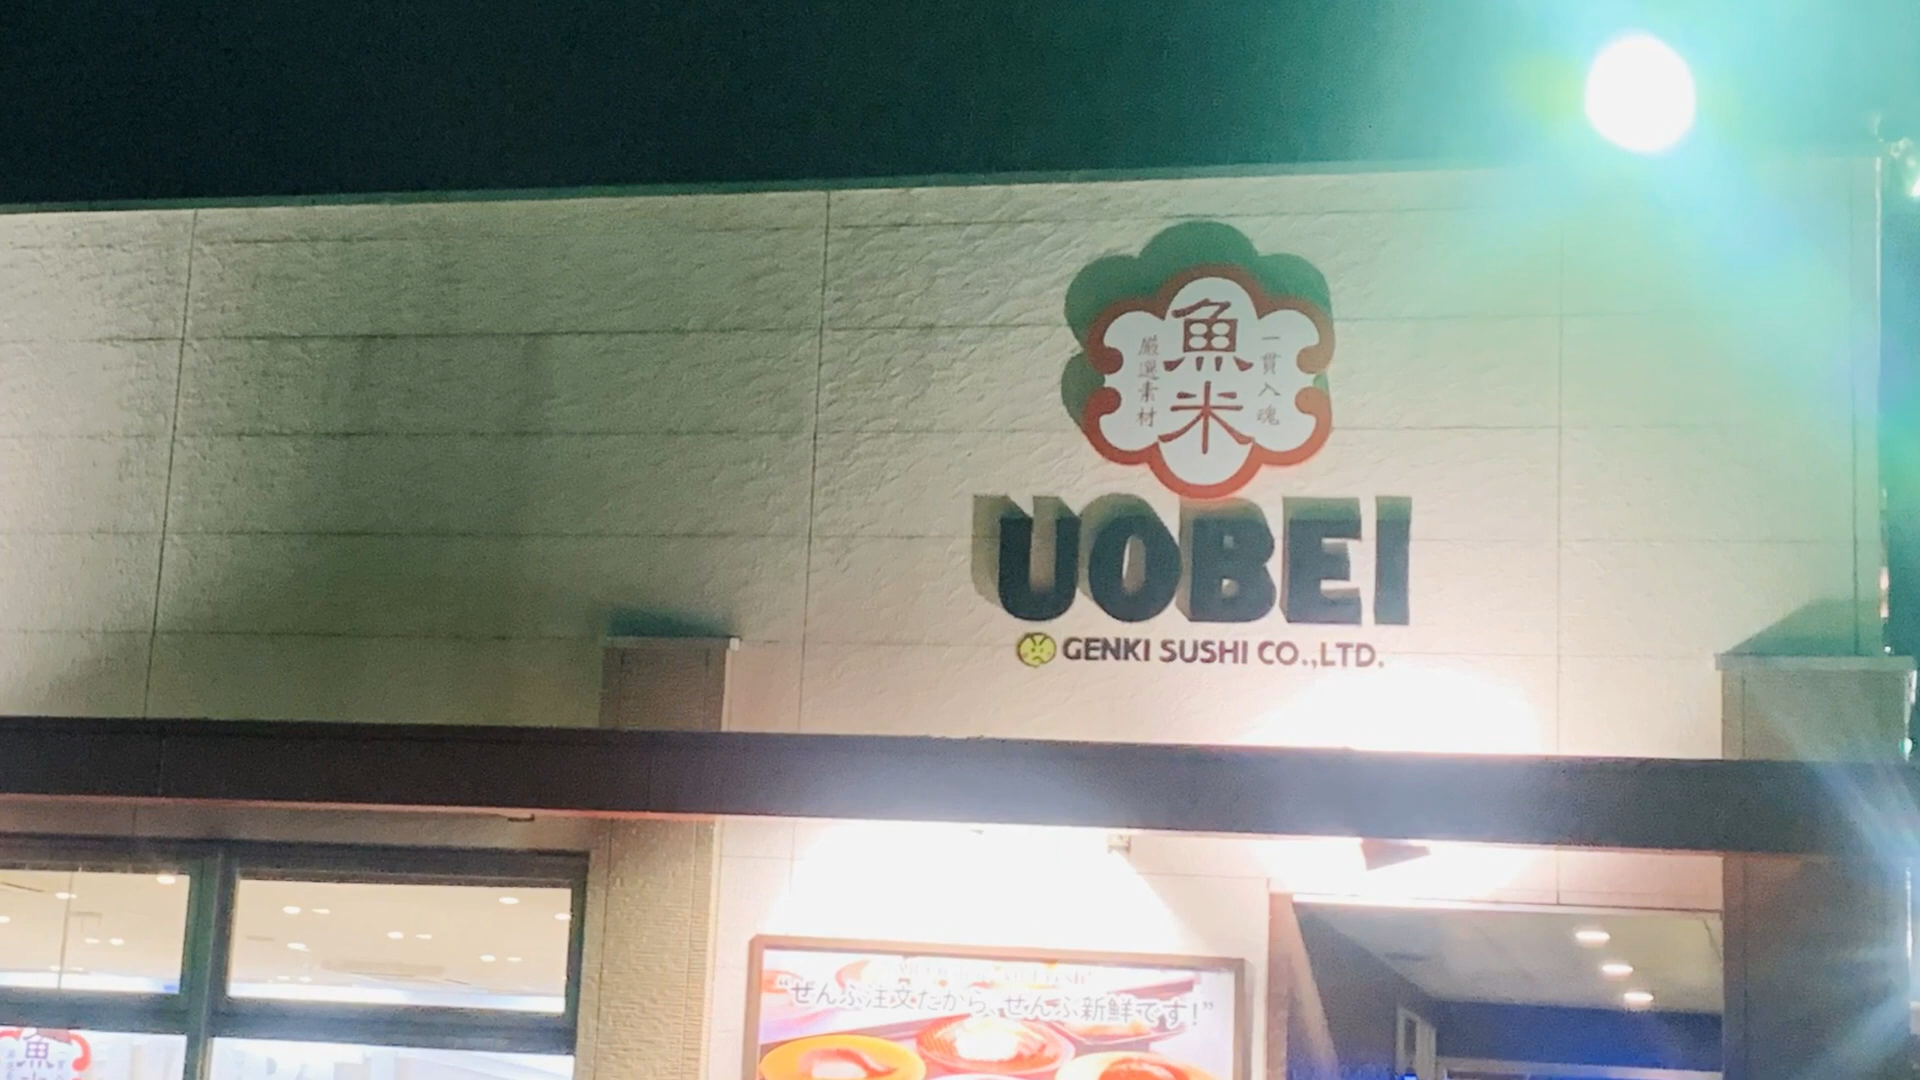 魚米
一貫入魂
厳選素材
UOBEI
GENKI SUSHI CO.,LTD.
“ぜんぶ注文だから、ぜんぶ新鮮です!”
魚